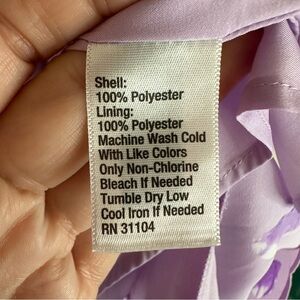 Shell:
100% Polyester
Lining:
100% Polyester
Machine Wash Cold
With Like Colors
Only Non-Chlorine
Bleach If Needed
Tumble Dry Low
Cool Iron If Needed
RN 31104